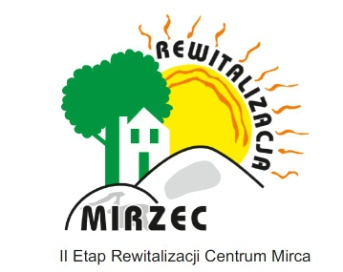 REWITALIZACJA
MIRZEC
II Etap Rewitalizacji Centrum Mirca